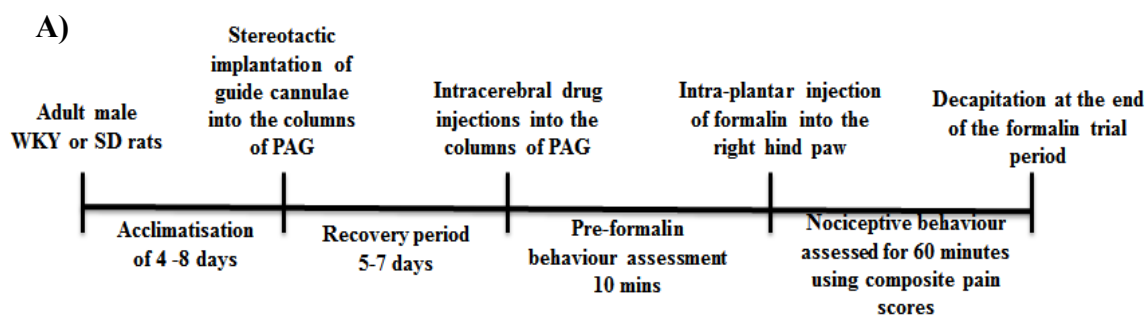 A)
Adult male
WKY or SD rats
Stereotactic
implantation of
guide cannulae
into the columns
of PAG
Intracerebral drug
injections into the
columns of PAG
Intra-plantar injection
of formalin into the
right hind paw
Decapitation at the end
of the formalin trial
period
Acclimatisation
of 4 -8 days
Recovery period
5-7 days
Pre-formalin
behaviour assessment
10 mins
Nociceptive behaviour
assessed for 60 minutes
using composite pain
scores